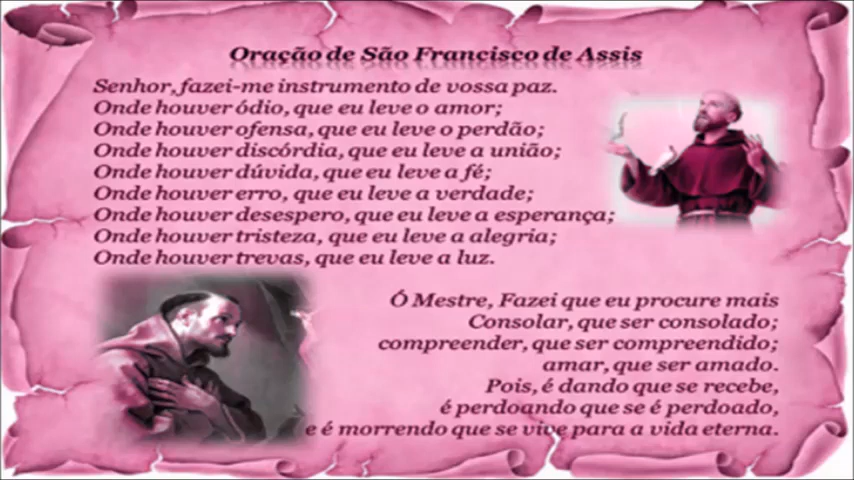 Oração de São Francisco de Assis
Senhor, fazei-me instrumento de vossa paz.
Onde houver ódio, que eu leve o amor;
Onde houver ofensa, que eu leve o perdão;
Onde houver discórdia, que eu leve a união;
Onde houver dúvida, que eu leve a fé;
Onde houver erro, que eu leve a verdade;
Onde houver desespero, que eu leve a esperança;
Onde houver tristeza, que eu leve a alegria;
Onde houver trevas, que eu leve a luz.
Ó Mestre, Fazei que eu procure mais
Consolar, que ser consolado;
compreender, que ser compreendido;
amar, que ser amado.
Pois, é dando que se recebe,
é perdoando que se é perdoado,
e é morrendo que se vive para a vida eterna.